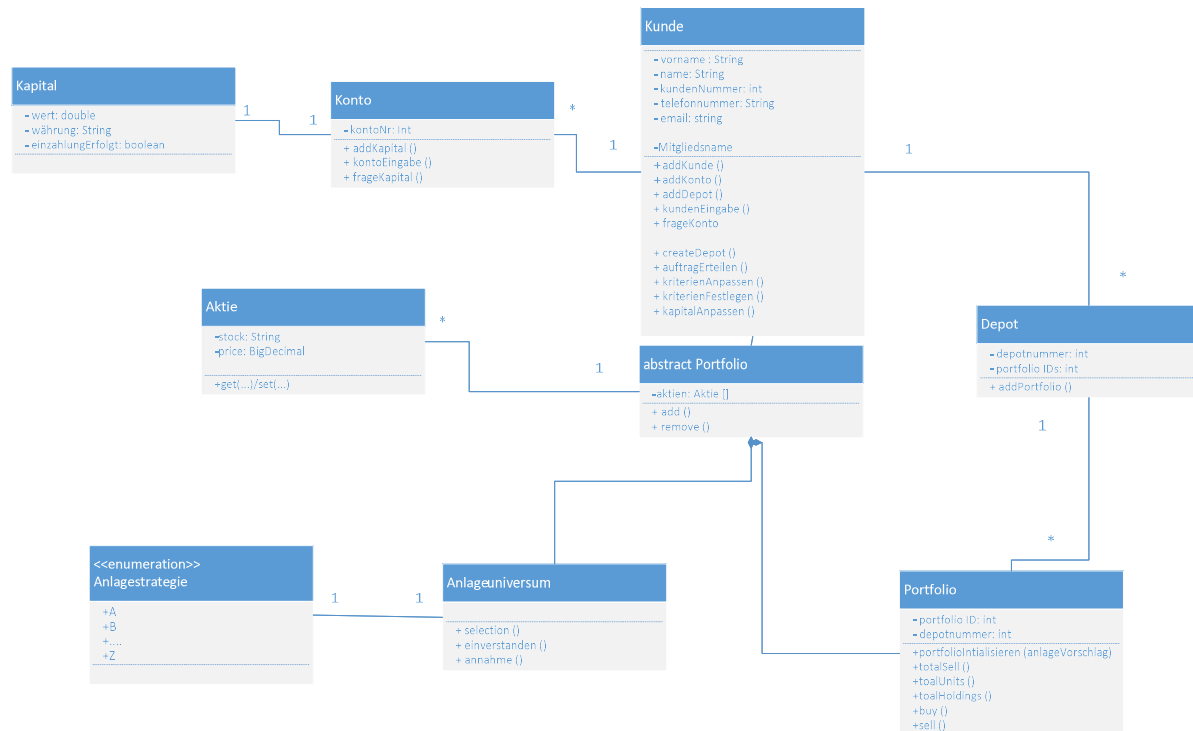 Kunde
- vorname : String
- name: String
- kundenNummer: int
- telefonnummer: String
- email: string
-Mitgliedsname
+ addKunde ()
+ addKonto ()
+ addDepot ()
+ kundenEingabe ()
+ frageKonto
+ createDepot ()
+ auftragErteilen ()
+ kriterienAnpassen ()
+ kriterienFestlegen ()
+ kapitalAnpassen ()
Kapital
- wert: double
- währung: String
- einzahlungErfolgt: boolean
1
1
Konto
- kontoNr: Int
+ addKapital ()
+ kontoEingabe ()
+ frageKapital ()
*
1
1
*
Aktie
-stock: String
-price: BigDecimal
+get(...)/set(...)
*
1
abstract Portfolio
-aktien: Aktie []
+ add ()
+ remove ()
Depot
- depotnummer: int
- portfolio IDs: int
+ addPortfolio ()
1
*
<<enumeration>>
Anlagestrategie
+A
+B
+....
+Z
1
1
Anlageuniversum
+ selection ()
+ einverstanden ()
+ annahme ()
Portfolio
- portfolio ID: int
- depotnummer: int
+portfolioIntialisieren (anlageVorschlag)
+totalSell ()
+toalUnits ()
+toalHoldings ()
+buy ()
+sell ()